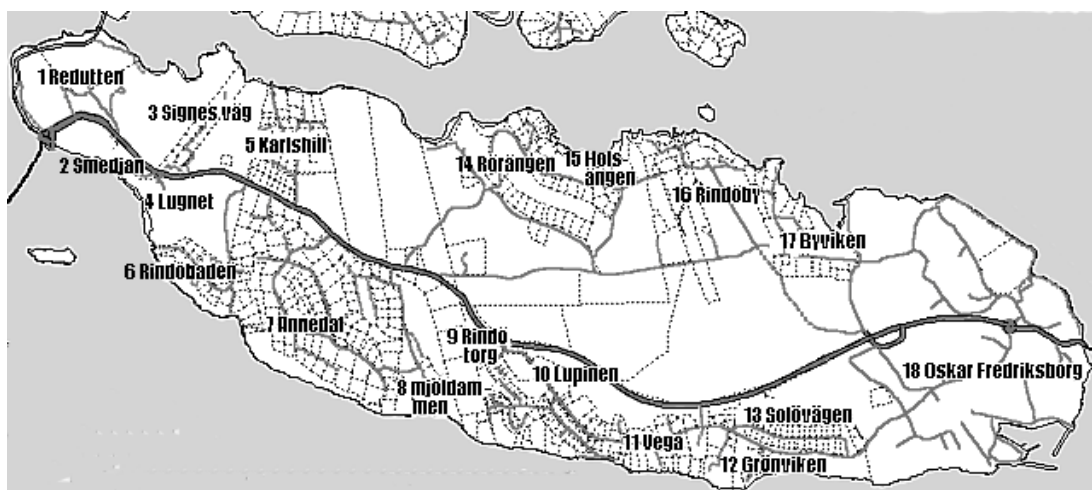 1 Redutten
3 Signes väg
5 Karlshill
2 Smedjan
4 Lugnet
14 Rörängen
15 Hols-
ängen
16 Rindöby
17 Byviken
6 Rindöbaden
7 Annedal
9 Rindö
torg
8 mjöldam-
men
10 Lupinen
18 Oskar Fredriksborg
13 Solövägen
11 Vega
12 Grönviken